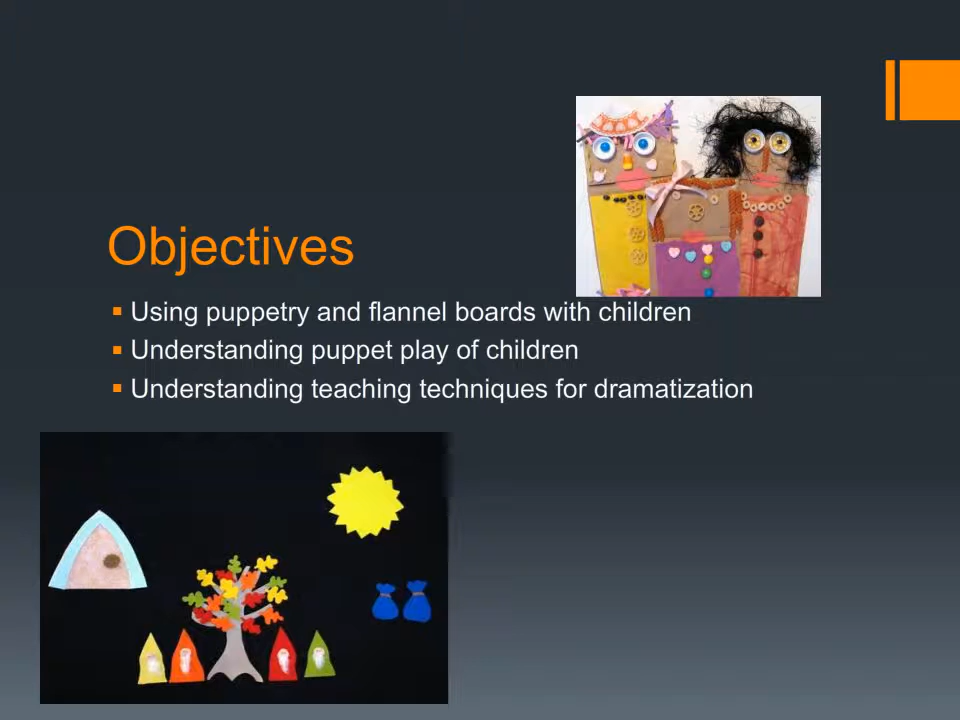 Objectives
Using puppetry and flannel boards with children
Understanding puppet play of children
Understanding teaching techniques for dramatization